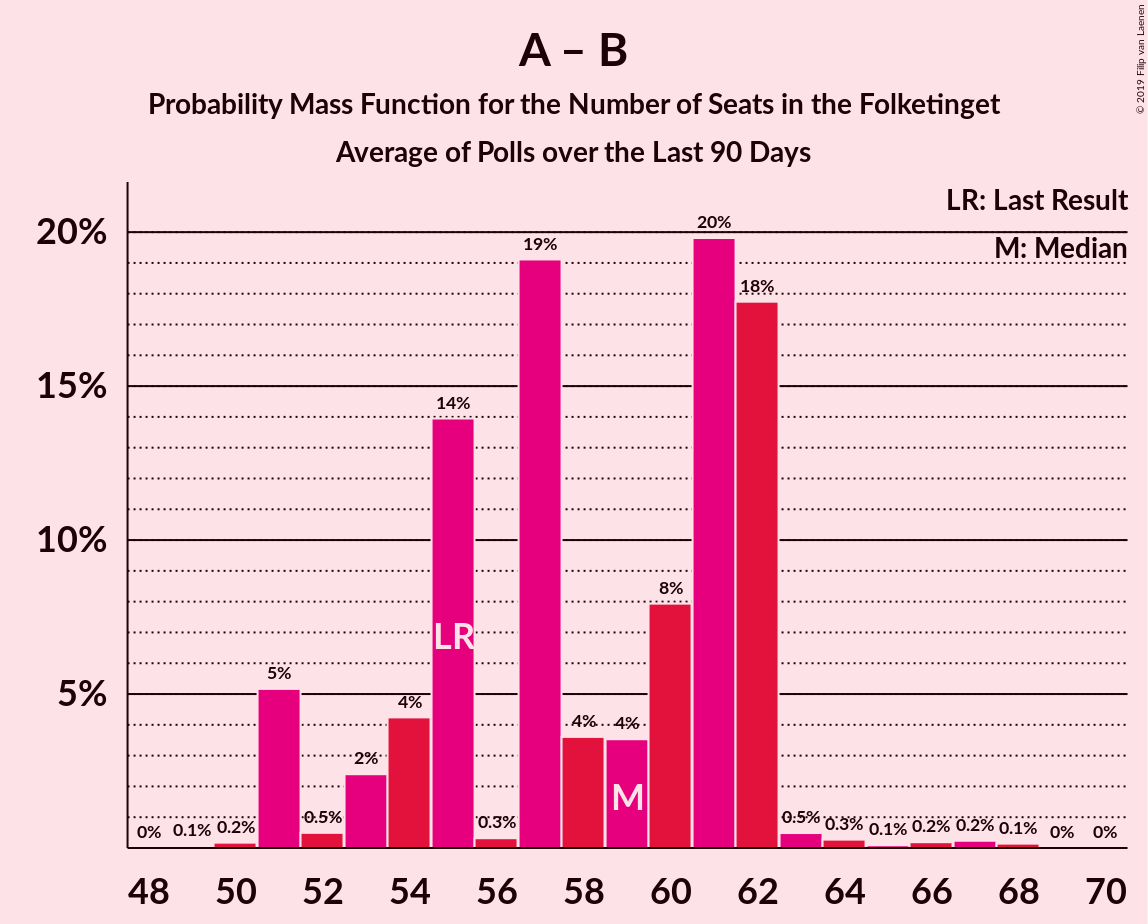 A – B
Probability Mass Function for the Number of Seats in the Folketinget
Average of Polls over the Last 90 Days
© 2019 Filip van Laenen
LR: Last Result
M: Median
20%
15%
10%
5%
0% 0.1% 0.2% 5% 0.5% 2% 4% 14% 0.3% 19% 4% 4% 8% 20% 18% 0.5% 0.3% 0.1% 0.2% 0.2% 0.1% 0% 0%
LR
M
48 50 52 54 56 58 60 62 64 66 68 70